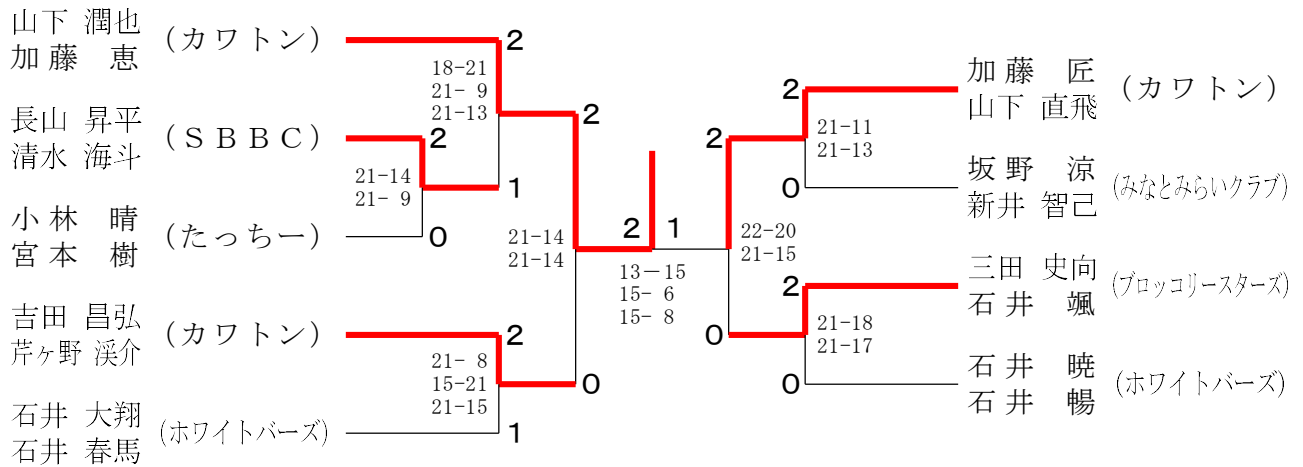 山下 潤也
加藤 恵
(カワトン)
2
18-21
21- 9
21-13
長山 昇平
清水 海斗
(ＳＢＢＣ)
2
21-14
21- 9
1
小林 晴
宮本 樹
(たっちー)
0
2
21-14
21-14
吉田 昌弘
芹ヶ野 渓介
(カワトン)
2
21- 8
15-21
21-15
0
石井 大翔
石井 春馬
(ホワイトバーズ)
1
2 1
13－15
15- 6
15- 8
加藤 匠
山下 直飛
(カワトン)
2
21-11
21-13
2
坂野 涼
新井 智己
(みなとみらいクラブ)
0
22-20
21-15
三田 史向
石井 颯
(ブロッコリースターズ)
2
21-18
21-17
0
石井 暁
石井 暢
(ホワイトバーズ)
0